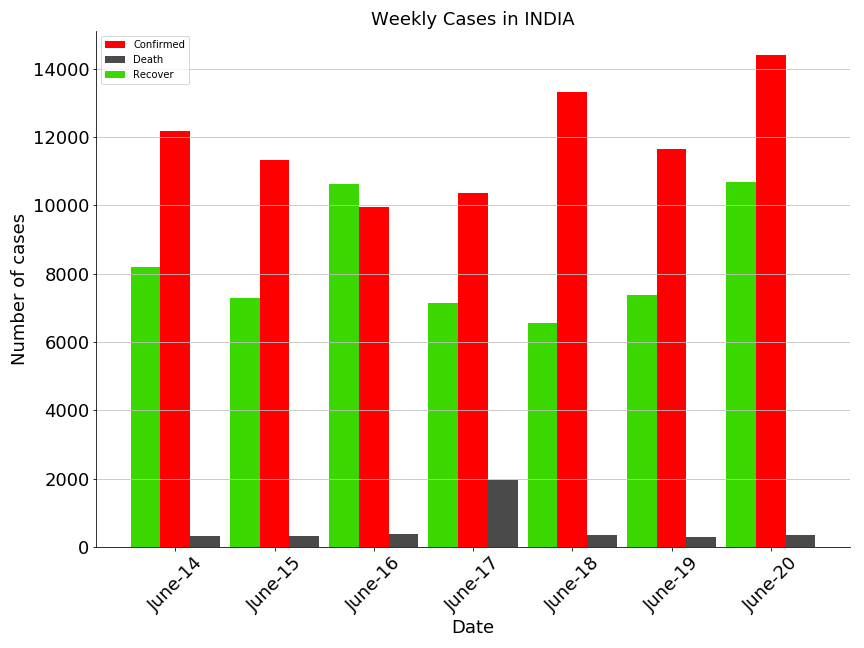 Weekly Cases in INDIA
Confirmed
Death
Recover
14000
12000
10000
8000
6000
4000
2000
0
Number of cases
June-14
June-15
June-16
June-17
June-18
June-19
June-20
Date